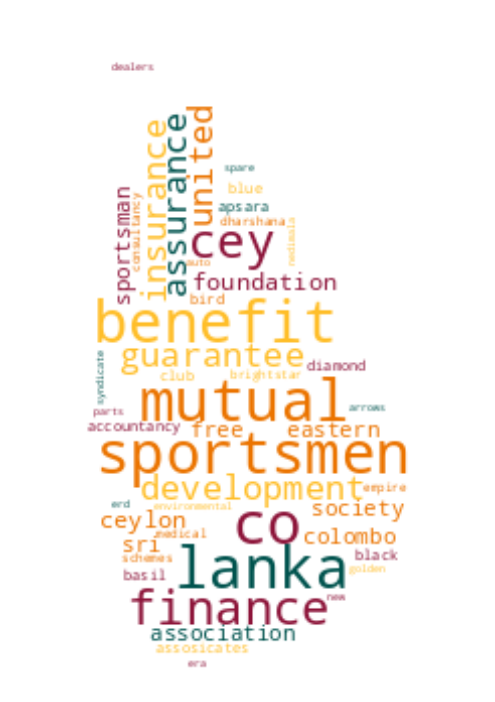 dealers
sportsman
consultancy
insurance
assurance
united
spare
blue
apsara
dharshana
redimala
cey
auto
foundation
bird
benefit
guarantee
diamond
club
brightstar
syndicate
mutual
arrows
parts
accountancy
free
eastern
sportsmen
development
empire
erd
environmental
society
ceylon
co
medical
colombo
sri
lanka
black
schemes
golden
basil
finance
new
association
assosicates
era